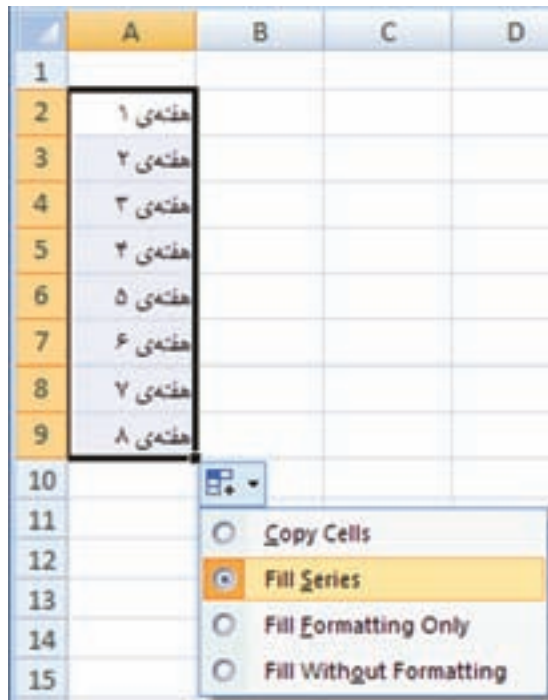 A B C D
1
2 هفته‌ی ۱
3 هفته‌ی ۲
4 هفته‌ی ۳
5 هفته‌ی ۴
6 هفته‌ی ۵
7 هفته‌ی ۶
8 هفته‌ی ۷
9 هفته‌ی ۸
10
11 Copy Cells
12
13 Fill Series
14 Fill Formatting Only
15 Fill Without Formatting